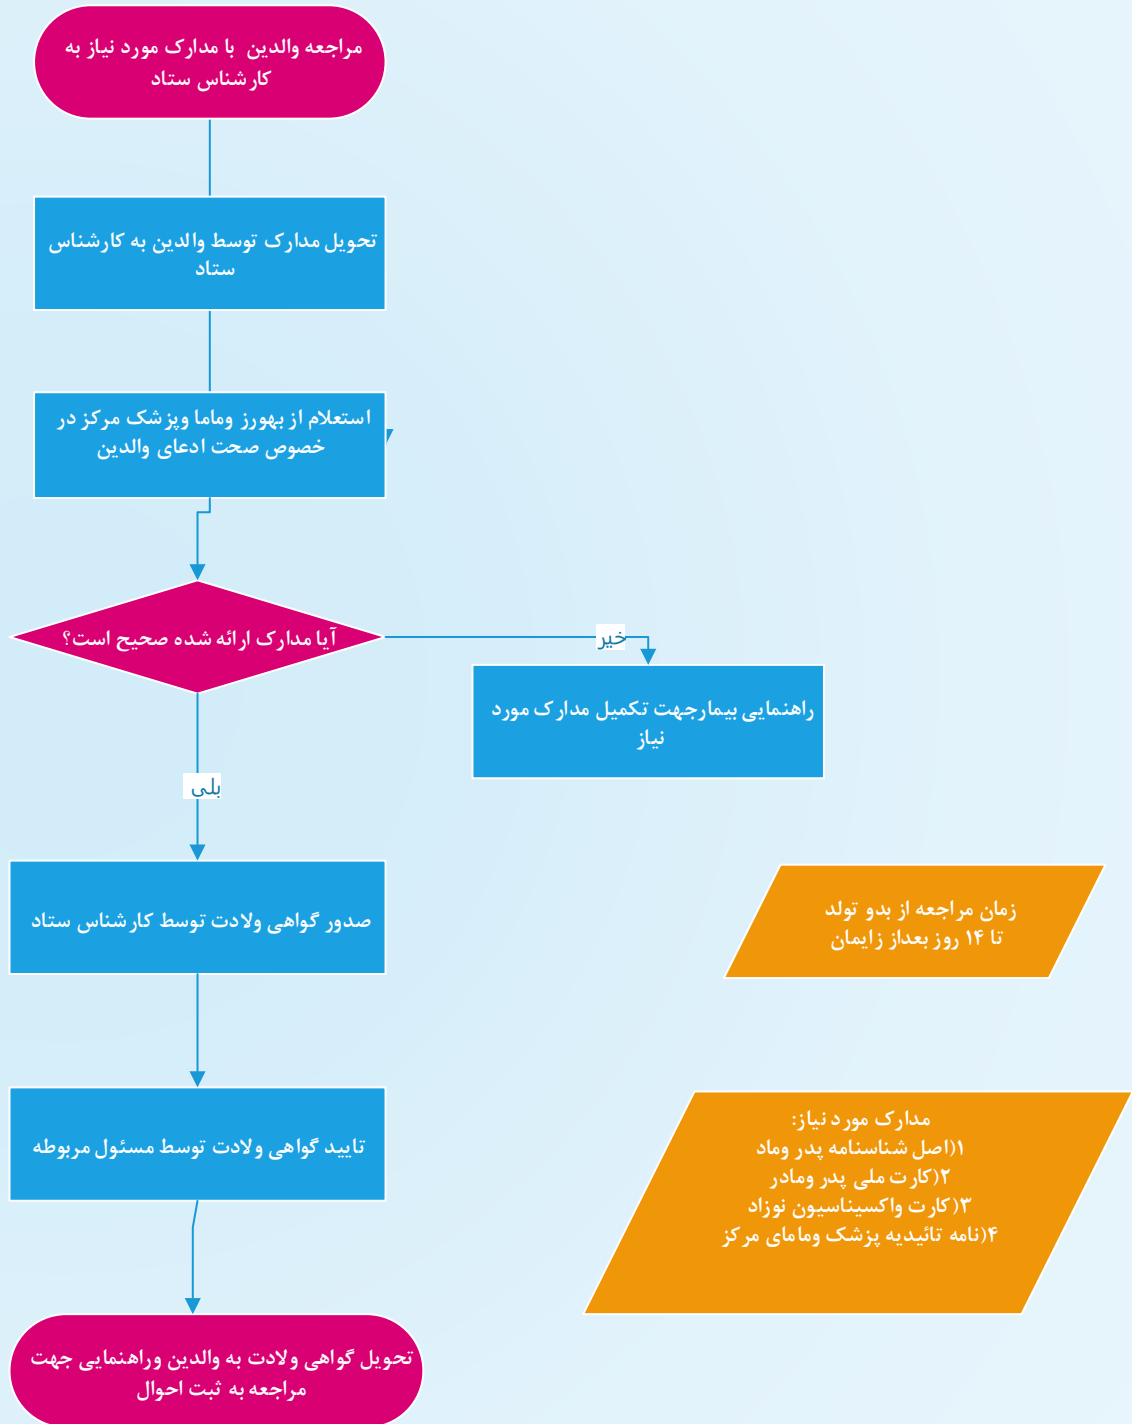 مراجعه والدین با مدارک مورد نیاز به
کارشناس ستاد
تحویل مدارک توسط والدین به کارشناس
ستاد
استعلام از بهورز وماما وپزشک مرکز در
خصوص صحت ادعای والدین
آیا مدارک ارائه شده صحیح است؟
خیر
راهنمایی بیمارجهت تکمیل مدارک مورد
نیاز
بلی
صدور گواهی ولادت توسط کارشناس ستاد
زمان مراجعه از بدو تولد
تا ۱۴ روز بعداز زایمان
تایید گواهی ولادت توسط مسئول مربوطه
مدارک مورد نیاز:
۱)اصل شناسنامه پدر وماد
۲)کارت ملی پدر ومادر
۳)کارت واکسیناسیون نوزاد
۴)نامه تائیدیه پزشک ومامای مرکز
تحویل گواهی ولادت به والدین وراهنمایی جهت
مراجعه به ثبت احوال